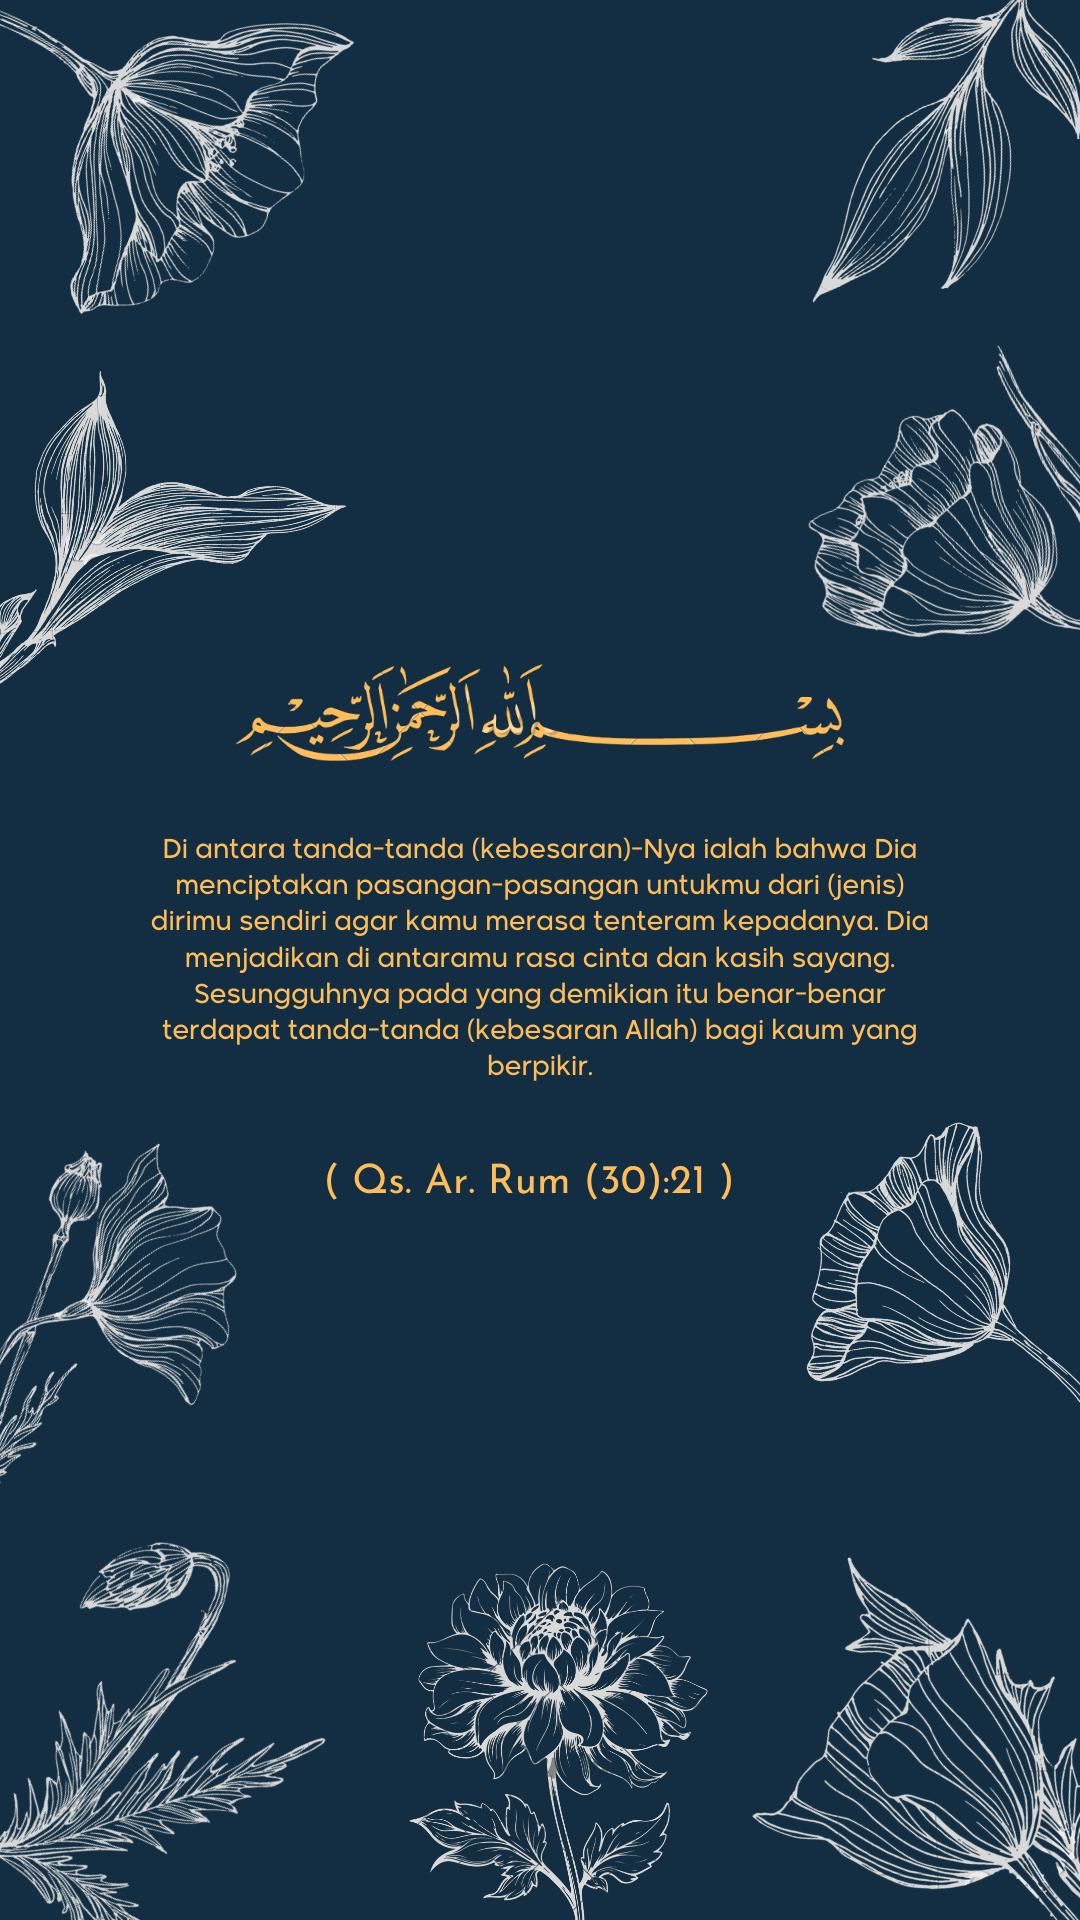 بِسْمِ اللّٰهِ الرَّحْمٰنِ الرَّحِيْمِ
Di antara tanda-tanda (kebesaran)-Nya ialah bahwa Dia
menciptakan pasangan-pasangan untukmu dari (jenis)
dirimu sendiri agar kamu merasa tenteram kepadanya. Dia
menjadikan di antaramu rasa cinta dan kasih sayang.
Sesungguhnya pada yang demikian itu benar-benar
terdapat tanda-tanda (kebesaran Allah) bagi kaum yang
berpikir.
( Qs. Ar. Rum (30):21 )